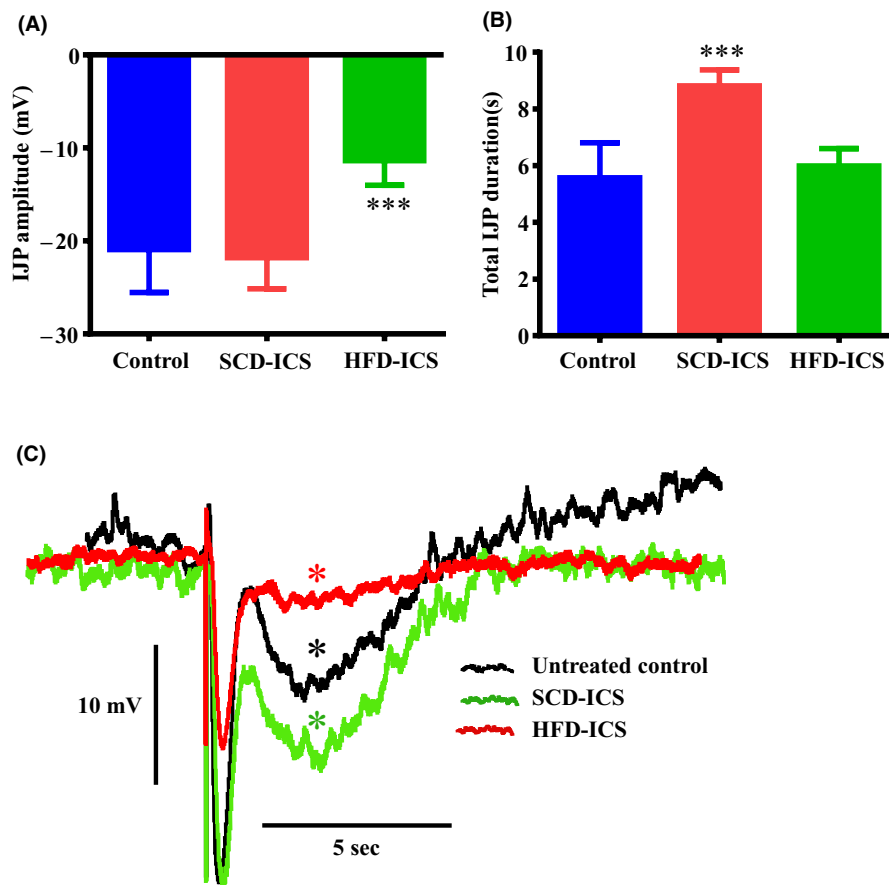 (A)
IJP amplitude (mV)
0
−10
−20
−30
***
Control
SCD-ICS
HFD-ICS
(B)
Total IJP duration(s)
10
8
6
4
2
0
***
Control
SCD-ICS
HFD-ICS
(C)
*
*
*
10 mV
5 sec
Untreated control
SCD-ICS
HFD-ICS